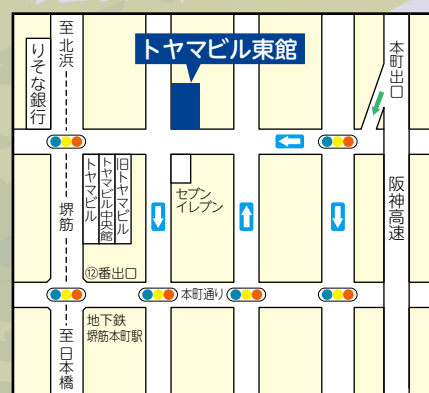 至北浜
りそな銀行
トヤマビル東館
本町出口
阪神高速
堺筋
トヤマビル
トヤマビル中央館
旧トヤマビル
セブン
イレブン
⑫番出口
本町通り
地下鉄
堺筋本町駅
至日本橋